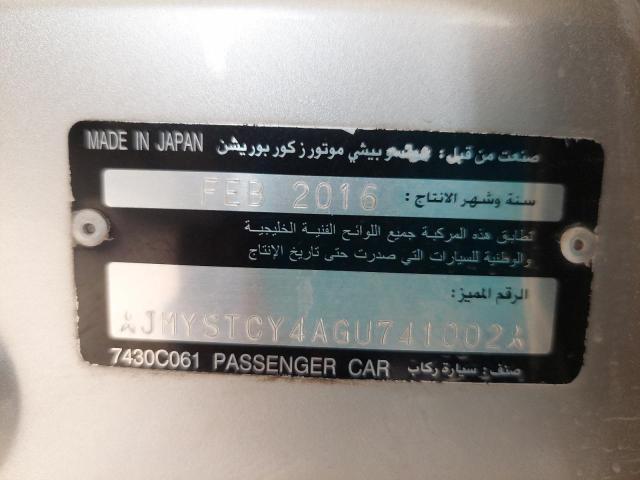 MADE IN JAPAN صنعت من قبل: ميتسوبيشي موتورز كوربوريشن
سنة وشهر الانتاج: FEB 2016
تطابق هذه المركبة جميع اللوائح الفنية الخليجية
والوطنية للسيارات التي صدرت حتى تاريخ الإنتاج
الرقم المميز:
JMYSTCY4AGU741002
7430C061 PASSENGER CAR صنف: سيارة ركاب